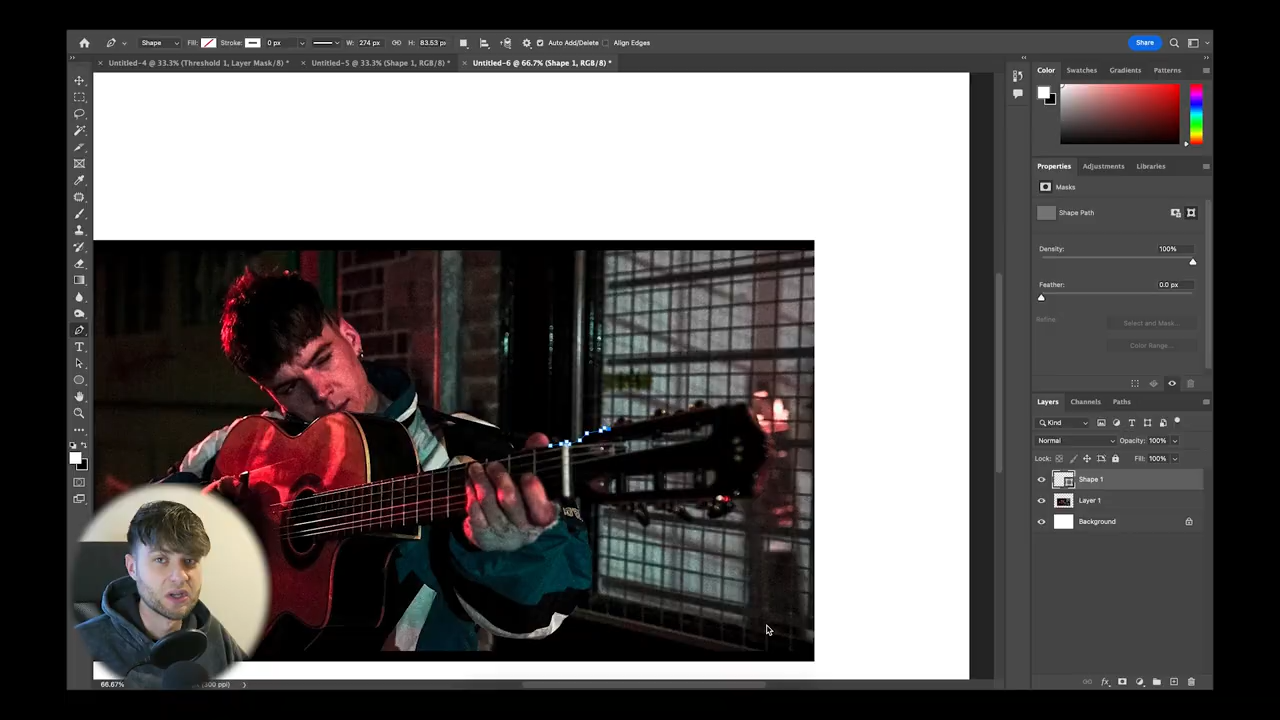 Shape Fill: Stroke: 0 px W: 274 px H: 83.53 px Auto Add/Delete Align Edges Share
Untitled-4 @ 33.3% (Threshold 1, Layer Mask/8) * Untitled-5 @ 33.3% (Shape 1, RGB/8) * Untitled-6 @ 66.7% (Shape 1, RGB/8) *
Color Swatches Gradients Patterns
Properties Adjustments Libraries
Masks
Shape Path
Density: 100%
Feather: 0.0 px
Refine
Select and Mask...
Color Range...
Layers Channels Paths
Kind
Normal Opacity: 100%
Lock: Fill: 100%
Shape 1
Layer 1
Background
66.67%